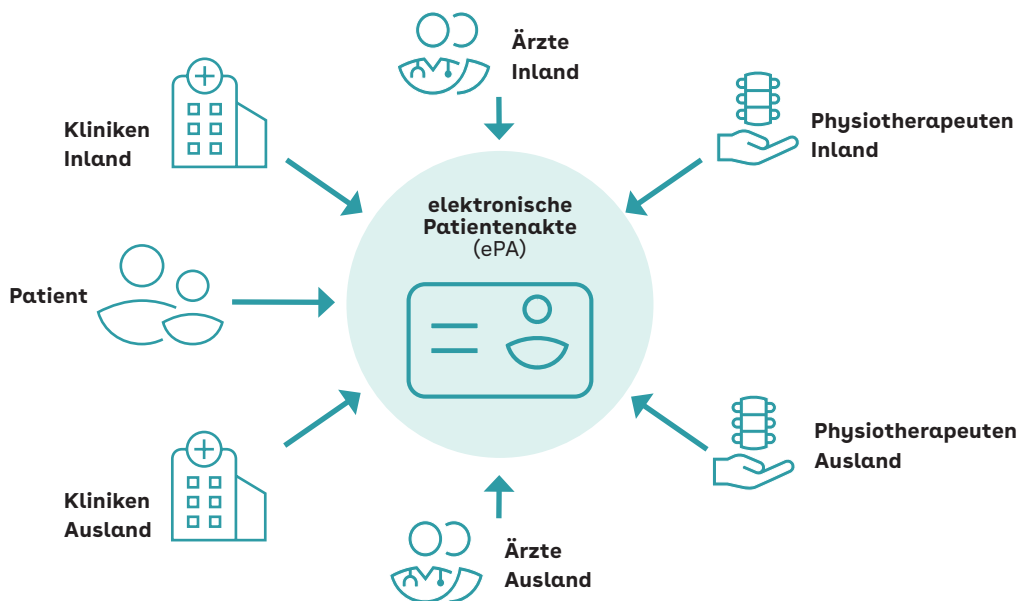 Ärzte
Inland
Kliniken
Inland
Physiotherapeuten
Inland
elektronische
Patientenakte
(ePA)
Patient
Kliniken
Ausland
Physiotherapeuten
Ausland
Ärzte
Ausland